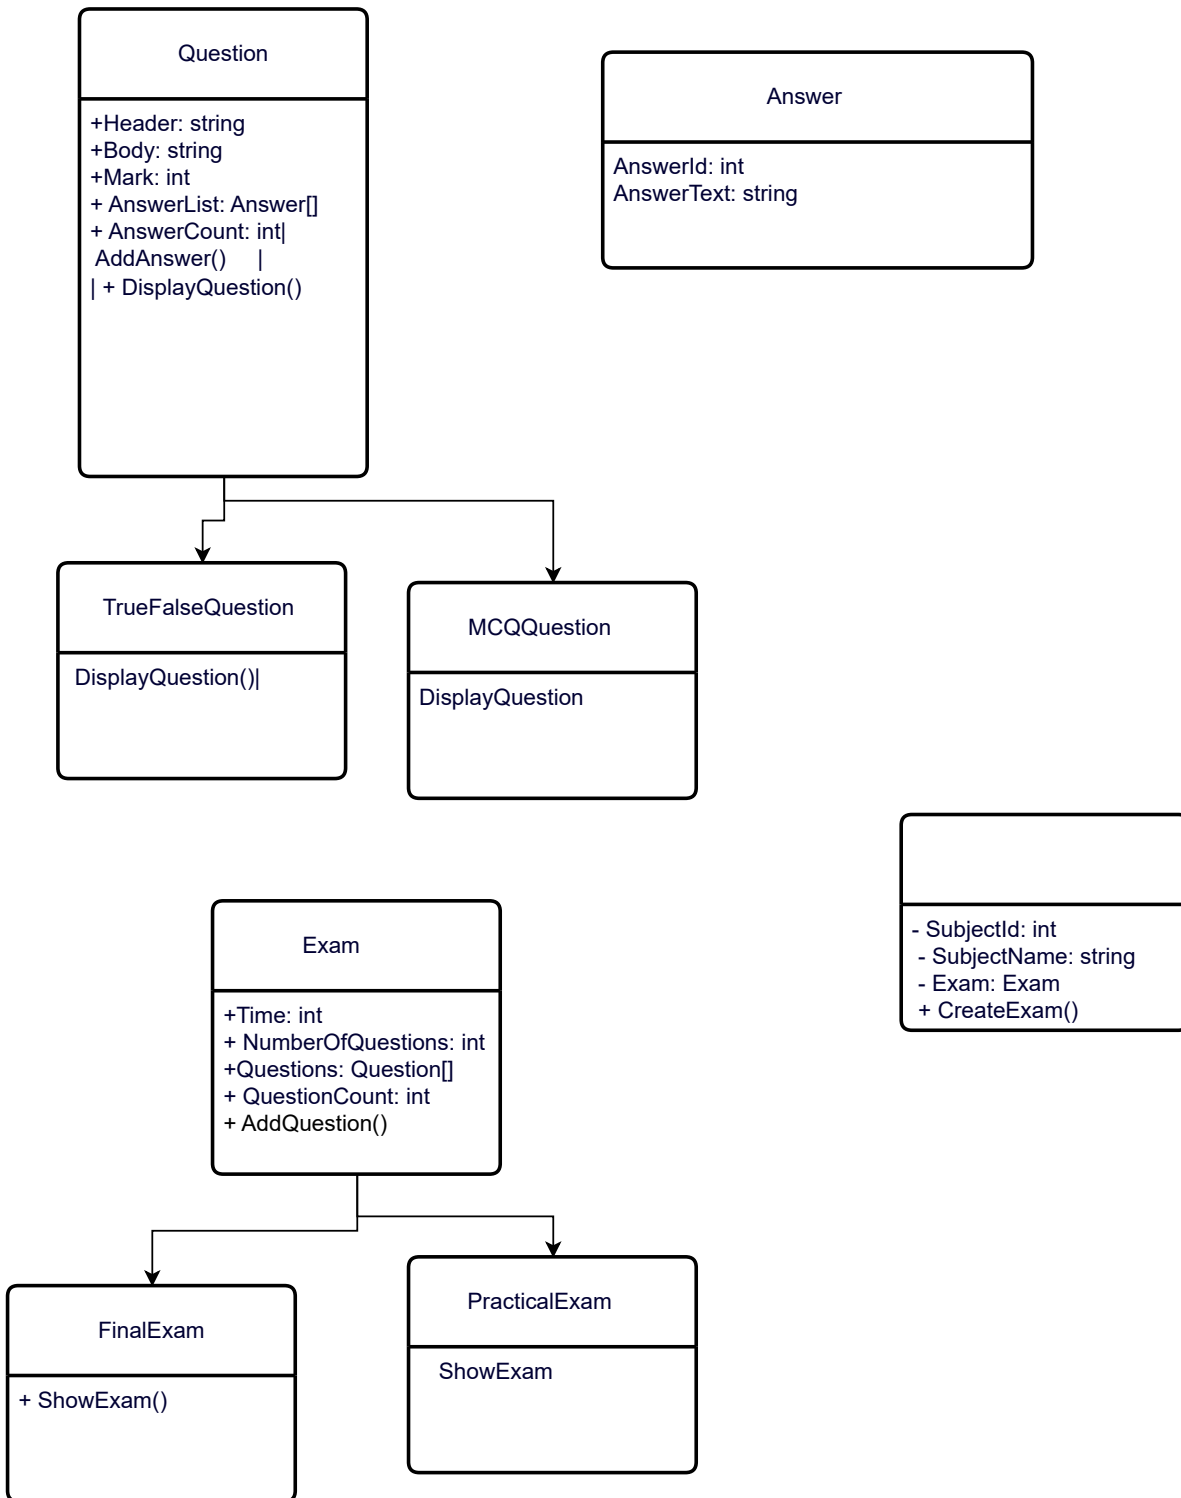 Question
+Header: string
+Body: string
+Mark: int
+ AnswerList: Answer[]
+ AnswerCount: int|
AddAnswer()     |
| + DisplayQuestion()
Answer
AnswerId: int
AnswerText: string
TrueFalseQuestion
DisplayQuestion()|
MCQQuestion
DisplayQuestion
- SubjectId: int
- SubjectName: string
- Exam: Exam
+ CreateExam()
Exam
+Time: int
+ NumberOfQuestions: int
+Questions: Question[]
+ QuestionCount: int
+ AddQuestion()
FinalExam
+ ShowExam()
PracticalExam
ShowExam